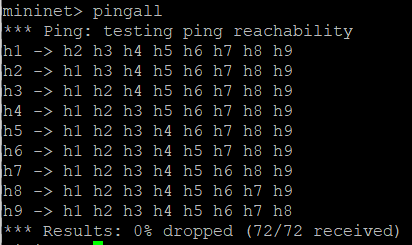 mininet> pingall
*** Ping: testing ping reachability
h1 -> h2 h3 h4 h5 h6 h7 h8 h9
h2 -> h1 h3 h4 h5 h6 h7 h8 h9
h3 -> h1 h2 h4 h5 h6 h7 h8 h9
h4 -> h1 h2 h3 h5 h6 h7 h8 h9
h5 -> h1 h2 h3 h4 h6 h7 h8 h9
h6 -> h1 h2 h3 h4 h5 h7 h8 h9
h7 -> h1 h2 h3 h4 h5 h6 h8 h9
h8 -> h1 h2 h3 h4 h5 h6 h7 h9
h9 -> h1 h2 h3 h4 h5 h6 h7 h8
*** Results: 0% dropped (72/72 received)